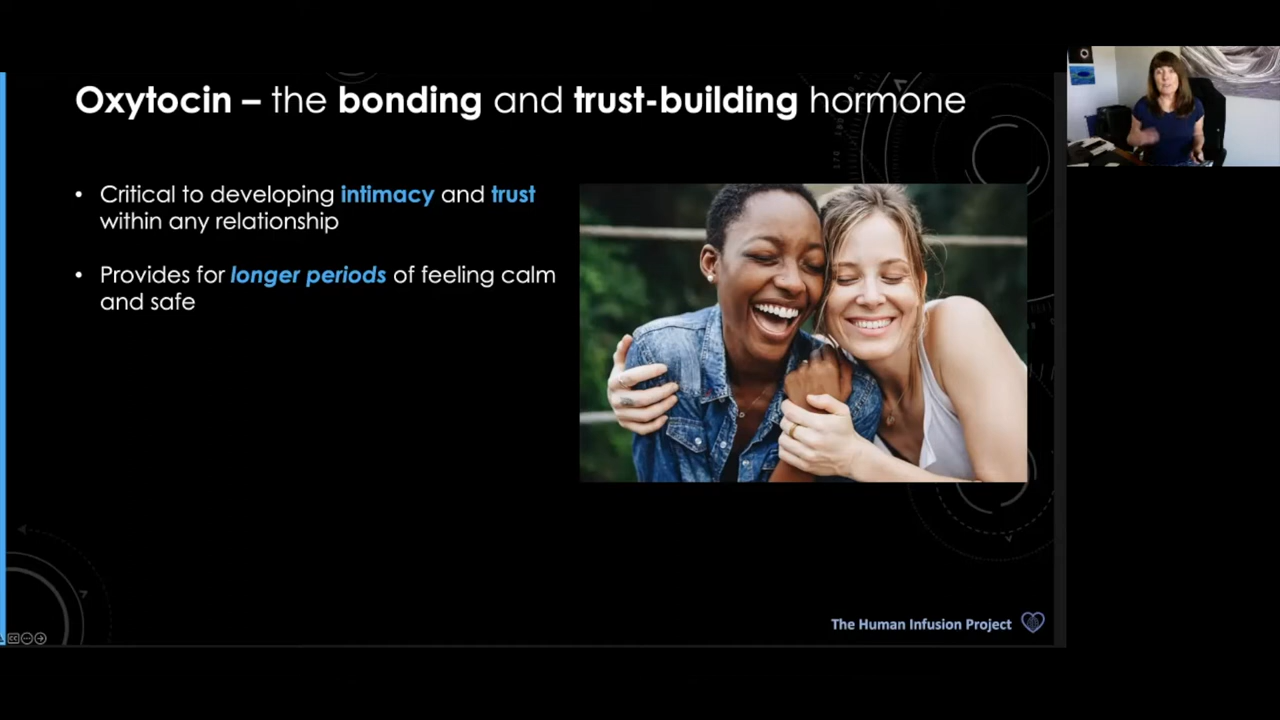 Oxytocin – the bonding and trust-building hormone
• Critical to developing intimacy and trust
within any relationship
• Provides for longer periods of feeling calm
and safe
The Human Infusion Project